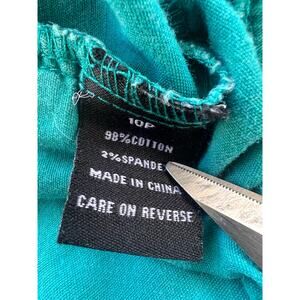 10P
98%COTTON
2%SPANDE
MADE IN CHINA
CARE ON REVERSE